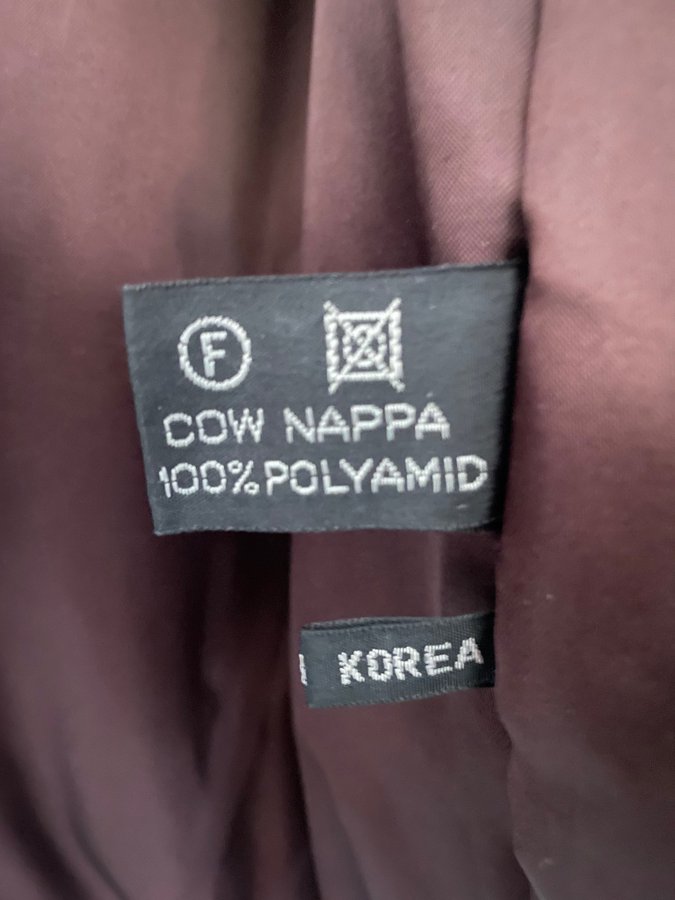 F
COW NAPPA
100% POLYAMID
KOREA